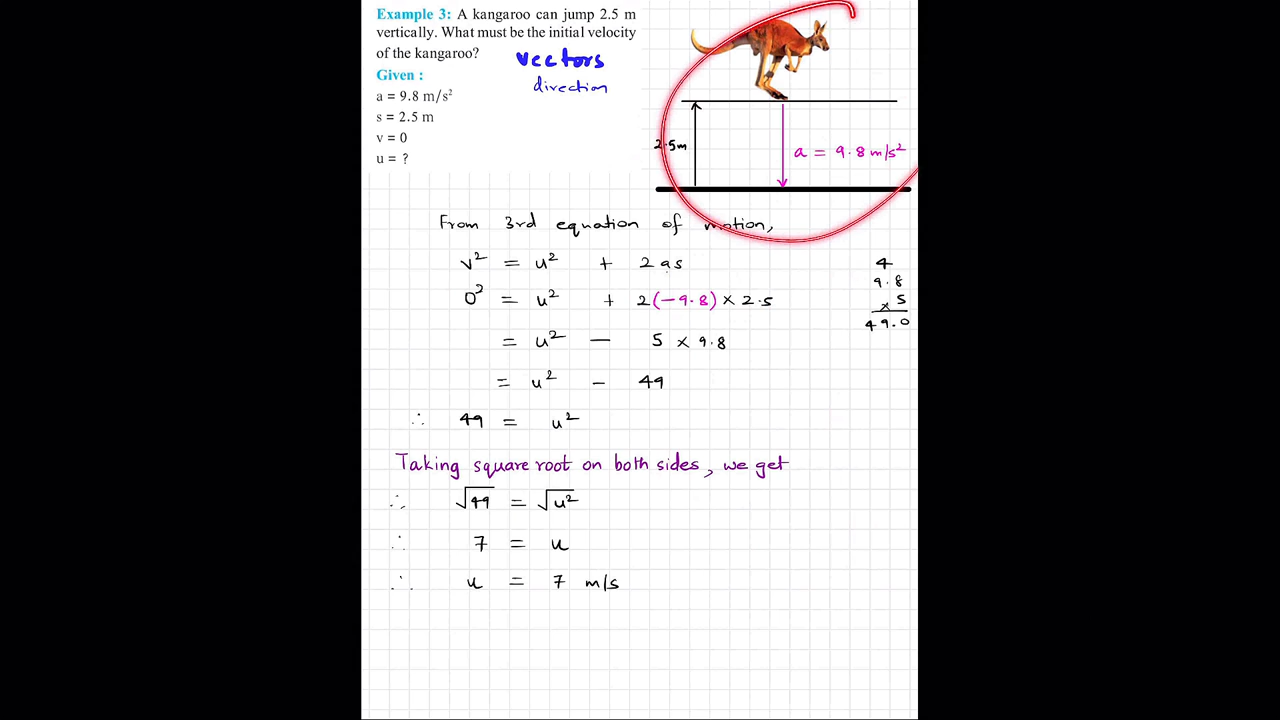 Example 3: A kangaroo can jump 2.5 m
vertically. What must be the initial velocity
of the kangaroo?
vectors
direction
Given :
a = 9.8 m/s²
s = 2.5 m
v = 0
u = ?
2.5m
a = 9.8 m/s²
From 3rd equation of motion,
v² = u² + 2as
0² = u² + 2(−9.8) × 2.5
= u² − 5 × 9.8
= u² − 49
∴ 49 = u²
4
9.8
× 5
49.0
Taking square root on both sides, we get
∴ √49 = √u²
∴ 7 = u
∴ u = 7 m/s